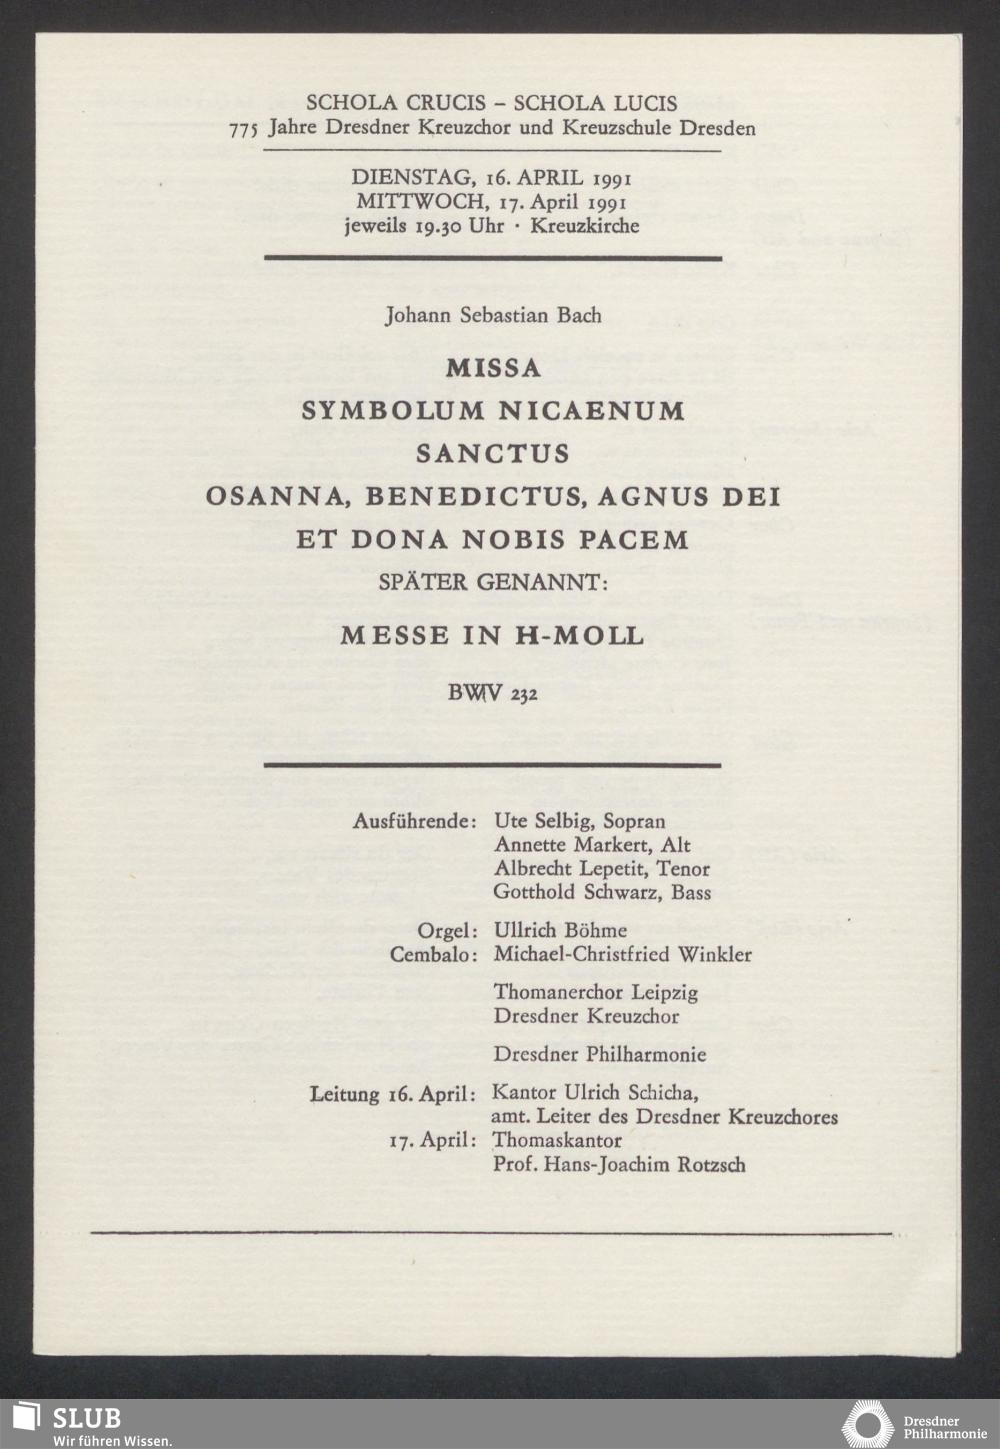 SCHOLA CRUCIS – SCHOLA LUCIS
775 Jahre Dresdner Kreuzchor und Kreuzschule Dresden
DIENSTAG, 16. APRIL 1991
MITTWOCH, 17. April 1991
jeweils 19.30 Uhr · Kreuzkirche
Johann Sebastian Bach
MISSA
SYMBOLUM NICAENUM
SANCTUS
OSANNA, BENEDICTUS, AGNUS DEI
ET DONA NOBIS PACEM
SPÄTER GENANNT:
MESSE IN H-MOLL
BWV 232
Ausführende: Ute Selbig, Sopran
Annette Markert, Alt
Albrecht Lepetit, Tenor
Gotthold Schwarz, Bass
Orgel: Ullrich Böhme
Cembalo: Michael-Christfried Winkler
Thomanerchor Leipzig
Dresdner Kreuzchor
Dresdner Philharmonie
Leitung 16. April: Kantor Ulrich Schicha,
amt. Leiter des Dresdner Kreuzchores
17. April: Thomaskantor
Prof. Hans-Joachim Rotzsch
SLUB
Wir führen Wissen.
Dresdner
Philharmonie